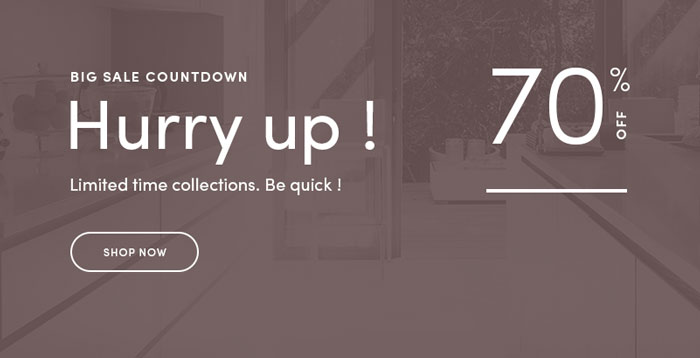 BIG SALE COUNTDOWN
Hurry up !
Limited time collections. Be quick !
SHOP NOW
70%
OFF